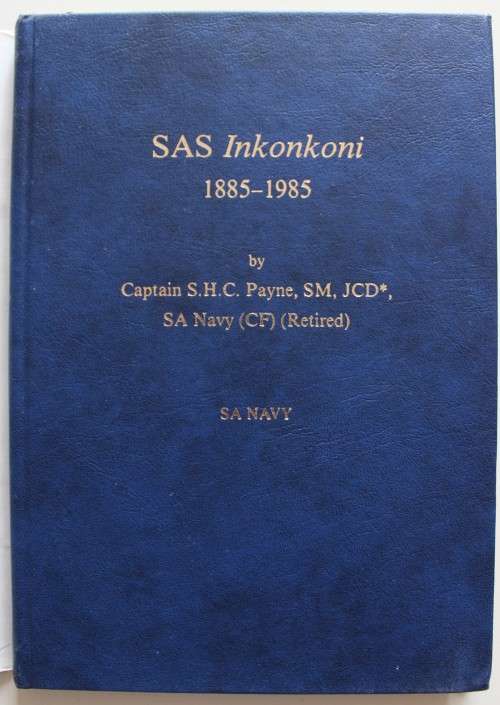 SAS Inkonkoni
1885–1985
by
Captain S.H.C. Payne, SM, JCD*,
SA Navy (CF) (Retired)
SA NAVY